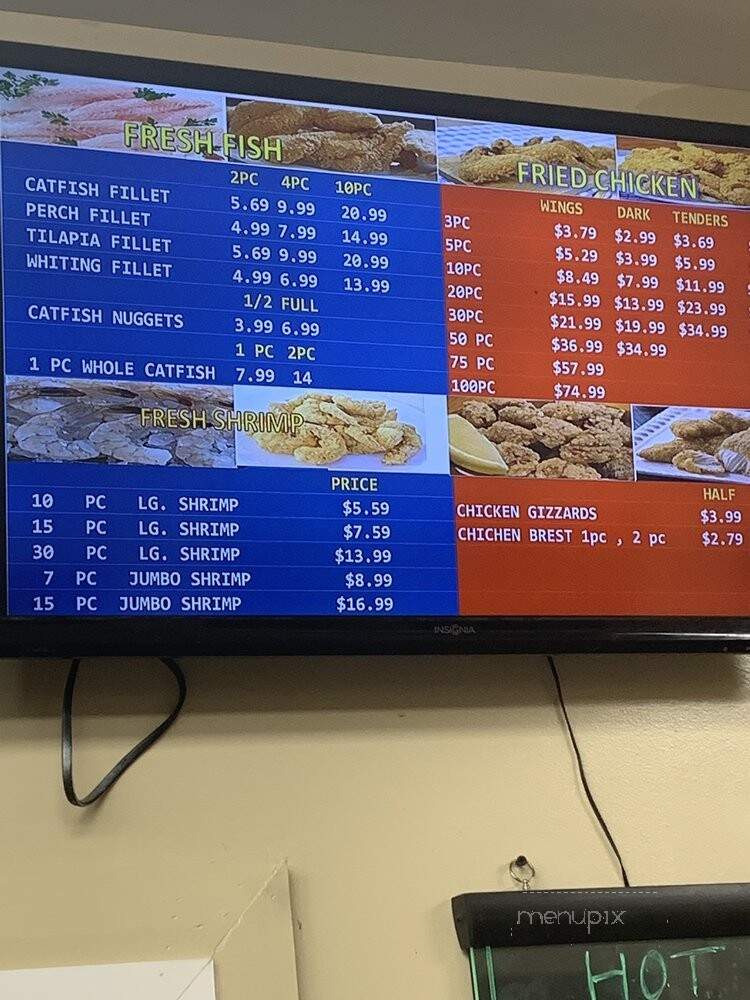 FRESH FISH
2PC 4PC 10PC
CATFISH FILLET 5.69 9.99 20.99
PERCH FILLET 4.99 7.99 14.99
TILAPIA FILLET 5.69 9.99 20.99
WHITING FILLET 4.99 6.99 13.99
1/2 FULL
CATFISH NUGGETS 3.99 6.99
1 PC 2PC
1 PC WHOLE CATFISH 7.99 14
FRESH SHRIMP
PRICE
10 PC LG. SHRIMP $5.59
15 PC LG. SHRIMP $7.59
30 PC LG. SHRIMP $13.99
7 PC JUMBO SHRIMP $8.99
15 PC JUMBO SHRIMP $16.99
FRIED CHICKEN
WINGS DARK TENDERS
3PC $3.79 $2.99 $3.69
5PC $5.29 $3.99 $5.99
10PC $8.49 $7.99 $11.99
20PC $15.99 $13.99 $23.99
30PC $21.99 $19.99 $34.99
50 PC $36.99 $34.99
75 PC $57.99
100PC $74.99
HALF
CHICKEN GIZZARDS $3.99
CHICHEN BREST 1pc , 2 pc $2.79
INSIGNIA
menupix
HOT